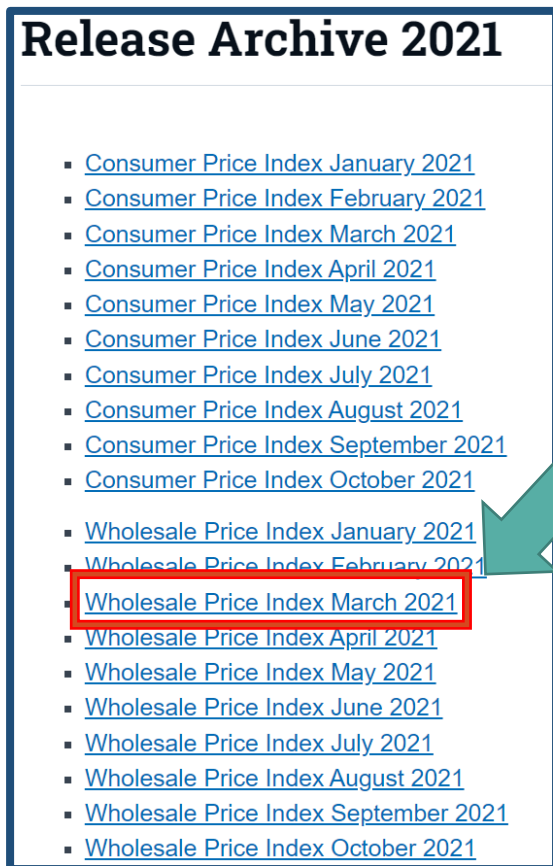 Release Archive 2021
Consumer Price Index January 2021
Consumer Price Index February 2021
Consumer Price Index March 2021
Consumer Price Index April 2021
Consumer Price Index May 2021
Consumer Price Index June 2021
Consumer Price Index July 2021
Consumer Price Index August 2021
Consumer Price Index September 2021
Consumer Price Index October 2021
Wholesale Price Index January 2021
Wholesale Price Index February 2021
Wholesale Price Index March 2021
Wholesale Price Index April 2021
Wholesale Price Index May 2021
Wholesale Price Index June 2021
Wholesale Price Index July 2021
Wholesale Price Index August 2021
Wholesale Price Index September 2021
Wholesale Price Index October 2021